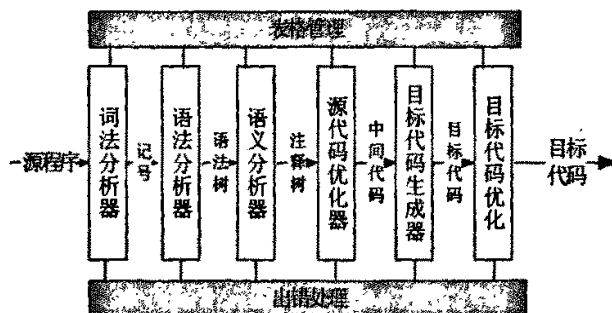 表格管理
源程序
词法分析器
记号
语法分析器
语法树
语义分析器
注释树
源代码优化器
中间代码
目标代码生成器
目标代码
目标代码优化
目标
代码
出错处理